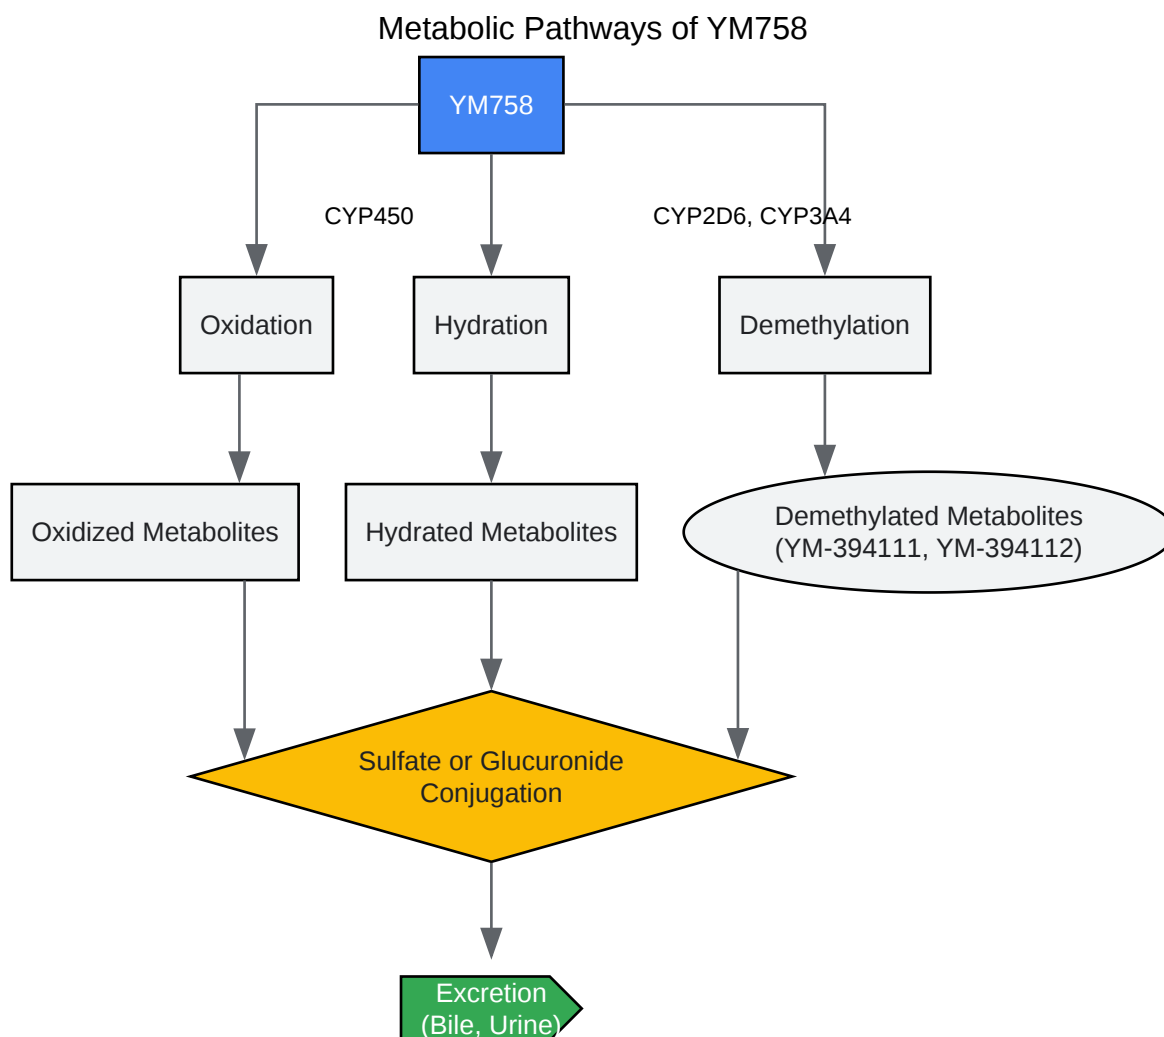 Metabolic Pathways of YM758
YM758
CYP450
CYP2D6, CYP3A4
Oxidation
Hydration
Demethylation
Oxidized Metabolites
Hydrated Metabolites
Demethylated Metabolites
(YM-394111, YM-394112)
Sulfate or Glucuronide
Conjugation
Excretion
(Bile, Urine)